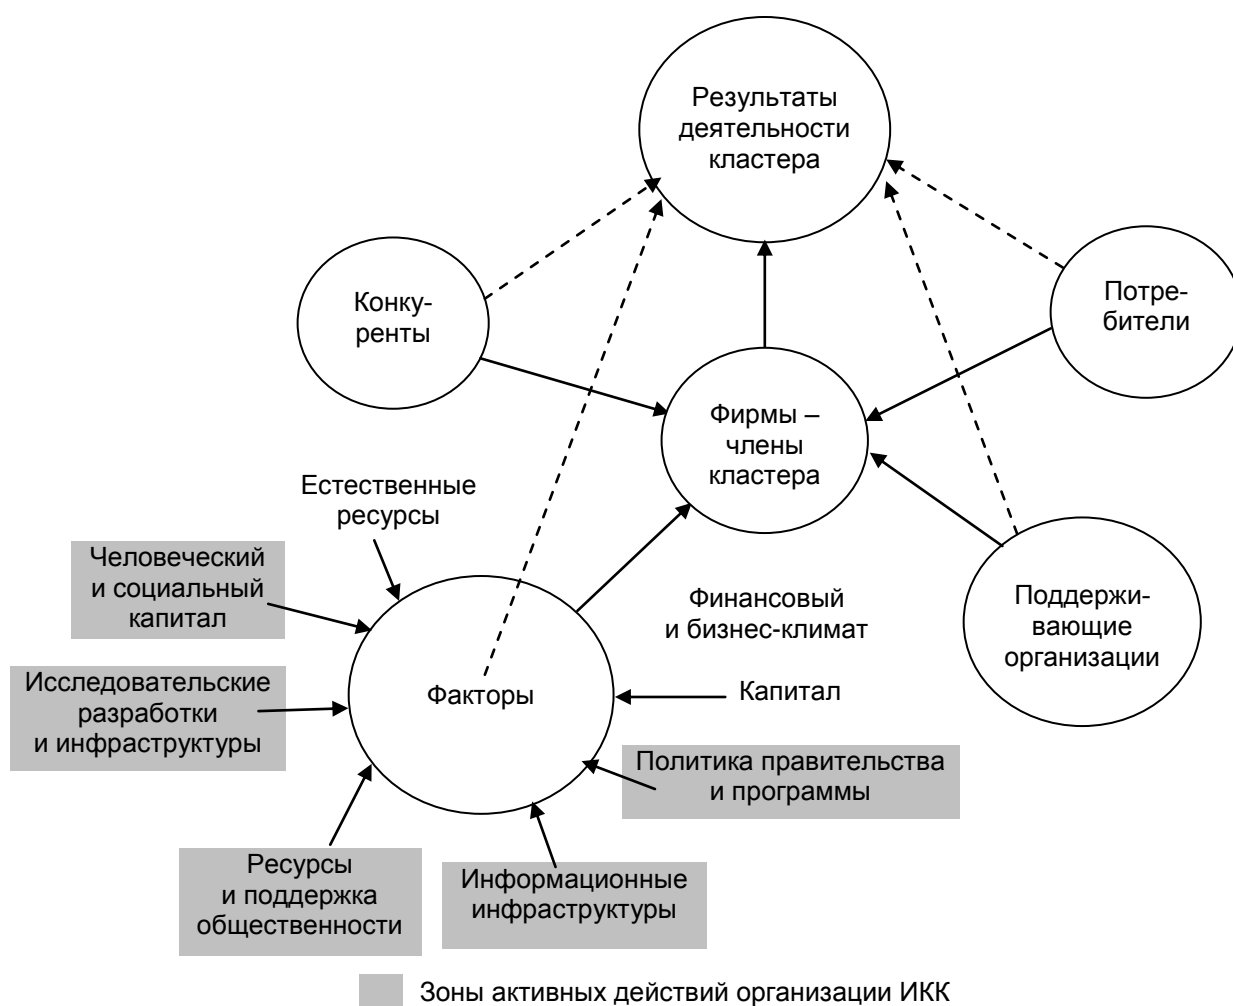 Результаты
деятельности
кластера
Конку-
ренты
Потре-
бители
Фирмы –
члены
кластера
Естественные
ресурсы
Человеческий
и социальный
капитал
Финансовый
и бизнес-климат
Поддержи-
вающие
организации
Исследовательские
разработки
и инфраструктуры
Факторы
Капитал
Политика правительства
и программы
Ресурсы
и поддержка
общественности
Информационные
инфраструктуры
Зоны активных действий организации ИКК